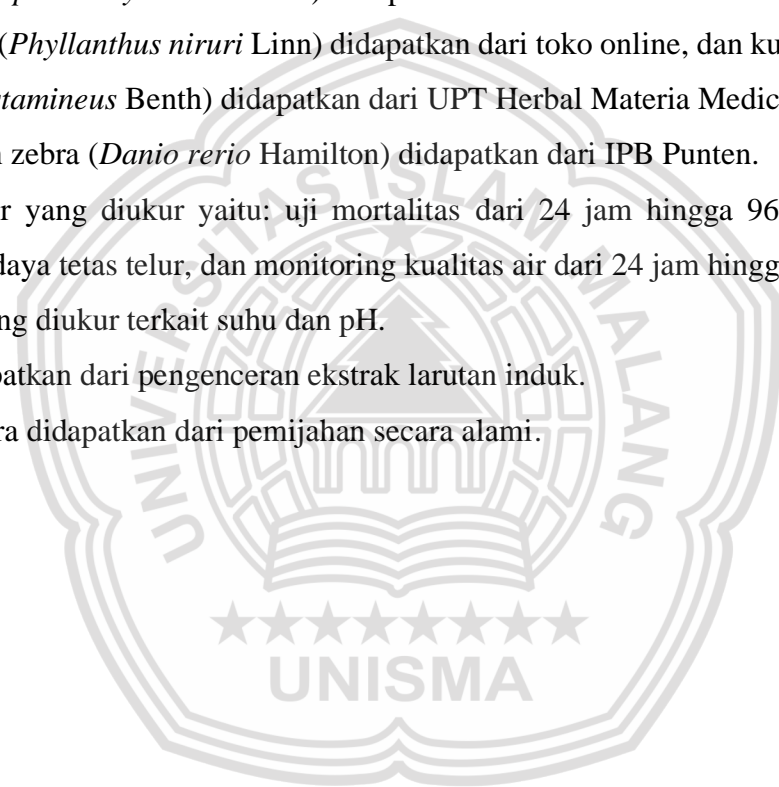 (Phyllanthus niruri Linn) didapatkan dari toko online, dan ku
tamineus Benth) didapatkan dari UPT Herbal Materia Medic
zebra (Danio rerio Hamilton) didapatkan dari IPB Punten.
r yang diukur yaitu: uji mortalitas dari 24 jam hingga 96
daya tetas telur, dan monitoring kualitas air dari 24 jam hingg
ng diukur terkait suhu dan pH.
patkan dari pengenceran ekstrak larutan induk.
ra didapatkan dari pemijahan secara alami.
UNIVERSITAS ISLAM MALANG
UNISMA